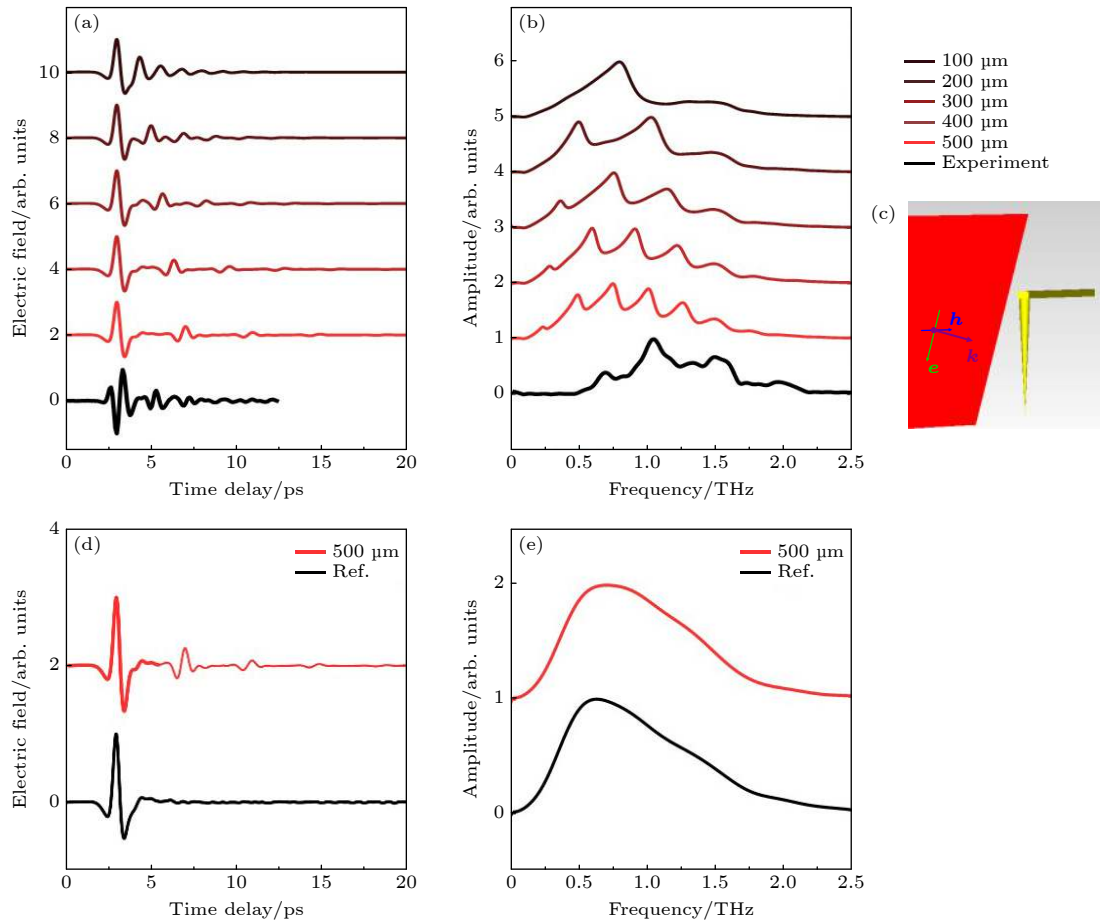 (a)
10
8
6
4
2
0
Electric field/arb. units
0 5 10 15 20
Time delay/ps
(b)
6
5
4
3
2
1
0
Amplitude/arb. units
0 0.5 1.0 1.5 2.0 2.5
Frequency/THz
100 µm
200 µm
300 µm
400 µm
500 µm
Experiment
(c)
h
k
e
(d)
500 µm
Ref.
4
2
0
Electric field/arb. units
0 5 10 15 20
Time delay/ps
(e)
500 µm
Ref.
2
1
0
Amplitude/arb. units
0 0.5 1.0 1.5 2.0 2.5
Frequency/THz